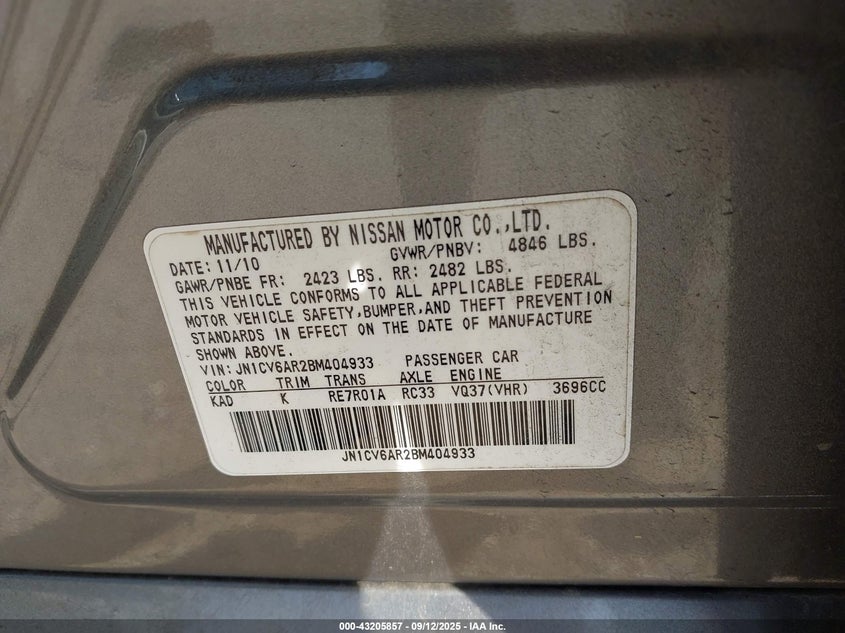 MANUFACTURED BY NISSAN MOTOR CO.,LTD.
DATE: 11/10 GVWR/PNBV: 4846 LBS.
GAWR/PNBE FR: 2423 LBS. RR: 2482 LBS.
THIS VEHICLE CONFORMS TO ALL APPLICABLE FEDERAL
MOTOR VEHICLE SAFETY,BUMPER,AND THEFT PREVENTION
STANDARDS IN EFFECT ON THE DATE OF MANUFACTURE
SHOWN ABOVE.
VIN:JN1CV6AR2BM404933 PASSENGER CAR
COLOR TRIM TRANS AXLE ENGINE
KAD K RE7R01A RC33 VQ37(VHR) 3696CC
JN1CV6AR2BM404933
000-43205857 - 09/12/2025 - IAA Inc.